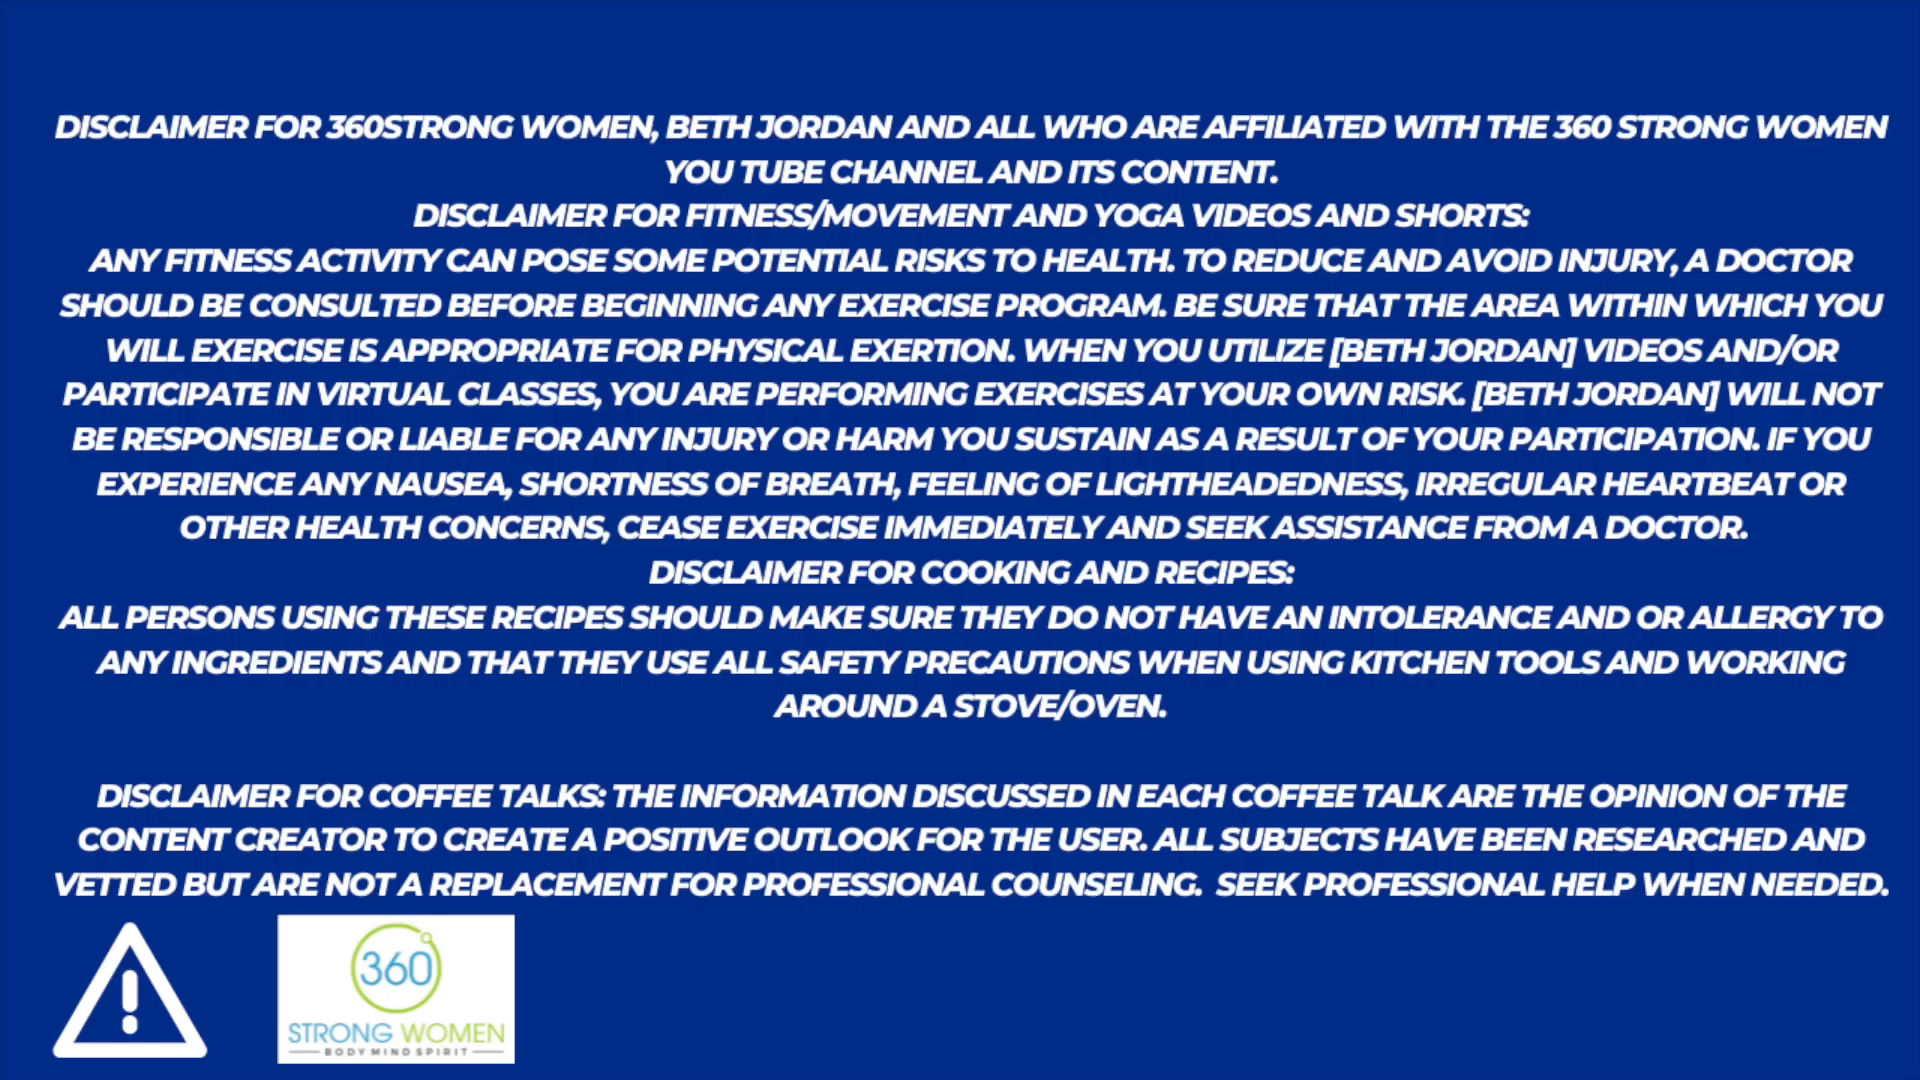 DISCLAIMER FOR 360STRONG WOMEN, BETH JORDAN AND ALL WHO ARE AFFILIATED WITH THE 360 STRONG WOMEN
YOU TUBE CHANNEL AND ITS CONTENT.
DISCLAIMER FOR FITNESS/MOVEMENT AND YOGA VIDEOS AND SHORTS:
ANY FITNESS ACTIVITY CAN POSE SOME POTENTIAL RISKS TO HEALTH. TO REDUCE AND AVOID INJURY, A DOCTOR
SHOULD BE CONSULTED BEFORE BEGINNING ANY EXERCISE PROGRAM. BE SURE THAT THE AREA WITHIN WHICH YOU
WILL EXERCISE IS APPROPRIATE FOR PHYSICAL EXERTION. WHEN YOU UTILIZE [BETH JORDAN] VIDEOS AND/OR
PARTICIPATE IN VIRTUAL CLASSES, YOU ARE PERFORMING EXERCISES AT YOUR OWN RISK. [BETH JORDAN] WILL NOT
BE RESPONSIBLE OR LIABLE FOR ANY INJURY OR HARM YOU SUSTAIN AS A RESULT OF YOUR PARTICIPATION. IF YOU
EXPERIENCE ANY NAUSEA, SHORTNESS OF BREATH, FEELING OF LIGHTHEADEDNESS, IRREGULAR HEARTBEAT OR
OTHER HEALTH CONCERNS, CEASE EXERCISE IMMEDIATELY AND SEEK ASSISTANCE FROM A DOCTOR.
DISCLAIMER FOR COOKING AND RECIPES:
ALL PERSONS USING THESE RECIPES SHOULD MAKE SURE THEY DO NOT HAVE AN INTOLERANCE AND OR ALLERGY TO
ANY INGREDIENTS AND THAT THEY USE ALL SAFETY PRECAUTIONS WHEN USING KITCHEN TOOLS AND WORKING
AROUND A STOVE/OVEN.
DISCLAIMER FOR COFFEE TALKS: THE INFORMATION DISCUSSED IN EACH COFFEE TALK ARE THE OPINION OF THE
CONTENT CREATOR TO CREATE A POSITIVE OUTLOOK FOR THE USER. ALL SUBJECTS HAVE BEEN RESEARCHED AND
VETTED BUT ARE NOT A REPLACEMENT FOR PROFESSIONAL COUNSELING. SEEK PROFESSIONAL HELP WHEN NEEDED.
360
STRONG WOMEN
BODY MIND SPIRIT